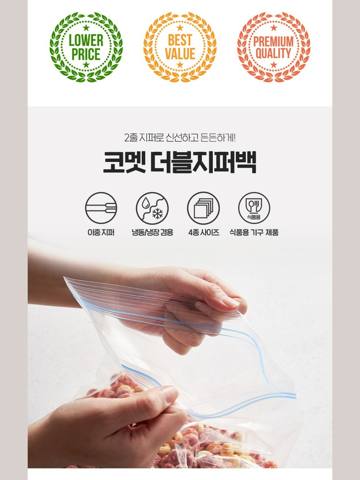 LOWER
PRICE
BEST
VALUE
PREMIUM
QUALITY
2줄 지퍼로 신선하고 든든하게!
코멧 더블지퍼백
식품용
이중 지퍼
냉동/냉장 겸용
4종 사이즈
식품용 기구 제품